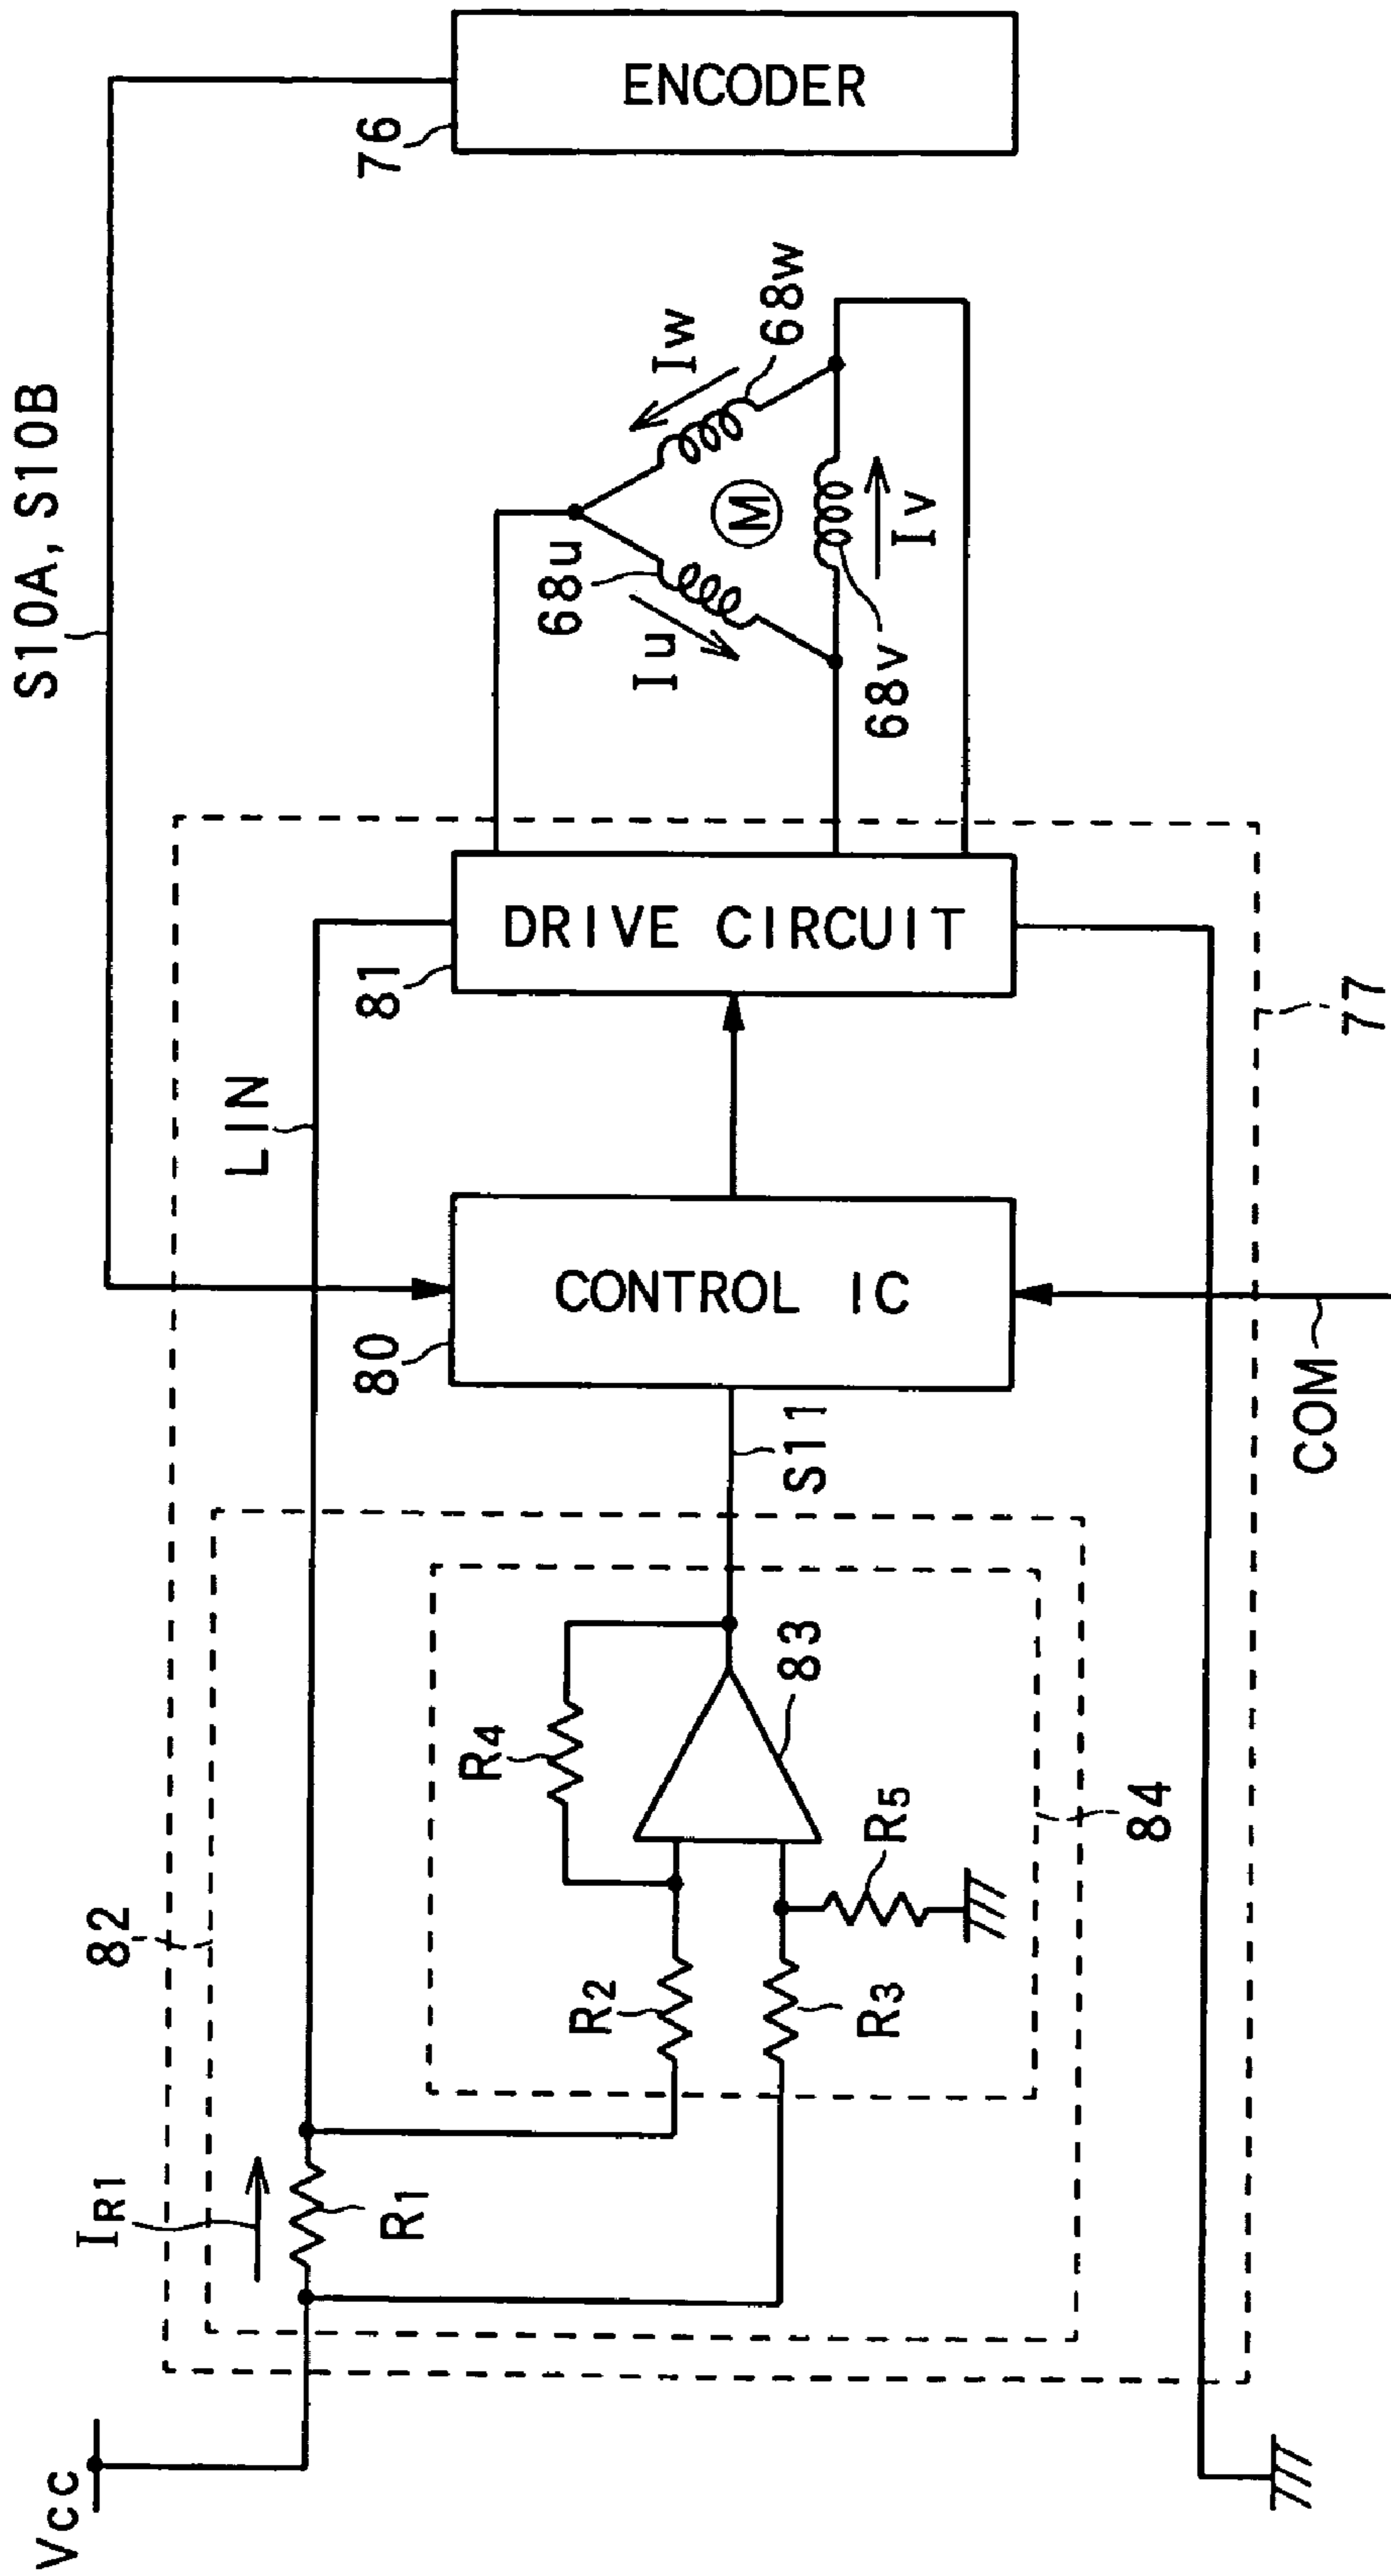 S10A, S10B
ENCODER
76
LIN
DRIVE CIRCUIT
81
CONTROL IC
80
S11
COM
77
82
84
83
R4
R5
R2
R3
IR1
R1
Vcc
Iu
68u
Iw
68w
M
Iv
68v